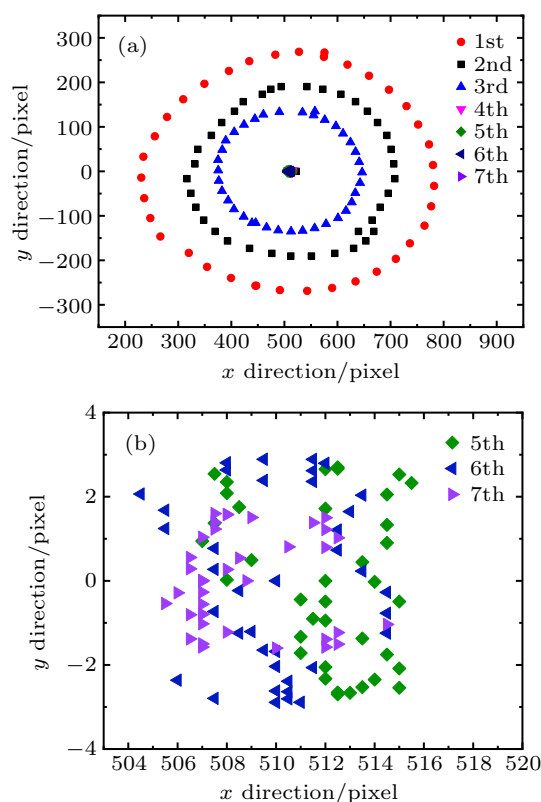 (a)
1st
2nd
3rd
4th
5th
6th
7th
300
200
100
0
−100
−200
−300
y direction/pixel
200 300 400 500 600 700 800 900
x direction/pixel
(b)
5th
6th
7th
4
2
0
−2
−4
y direction/pixel
504 506 508 510 512 514 516 518 520
x direction/pixel